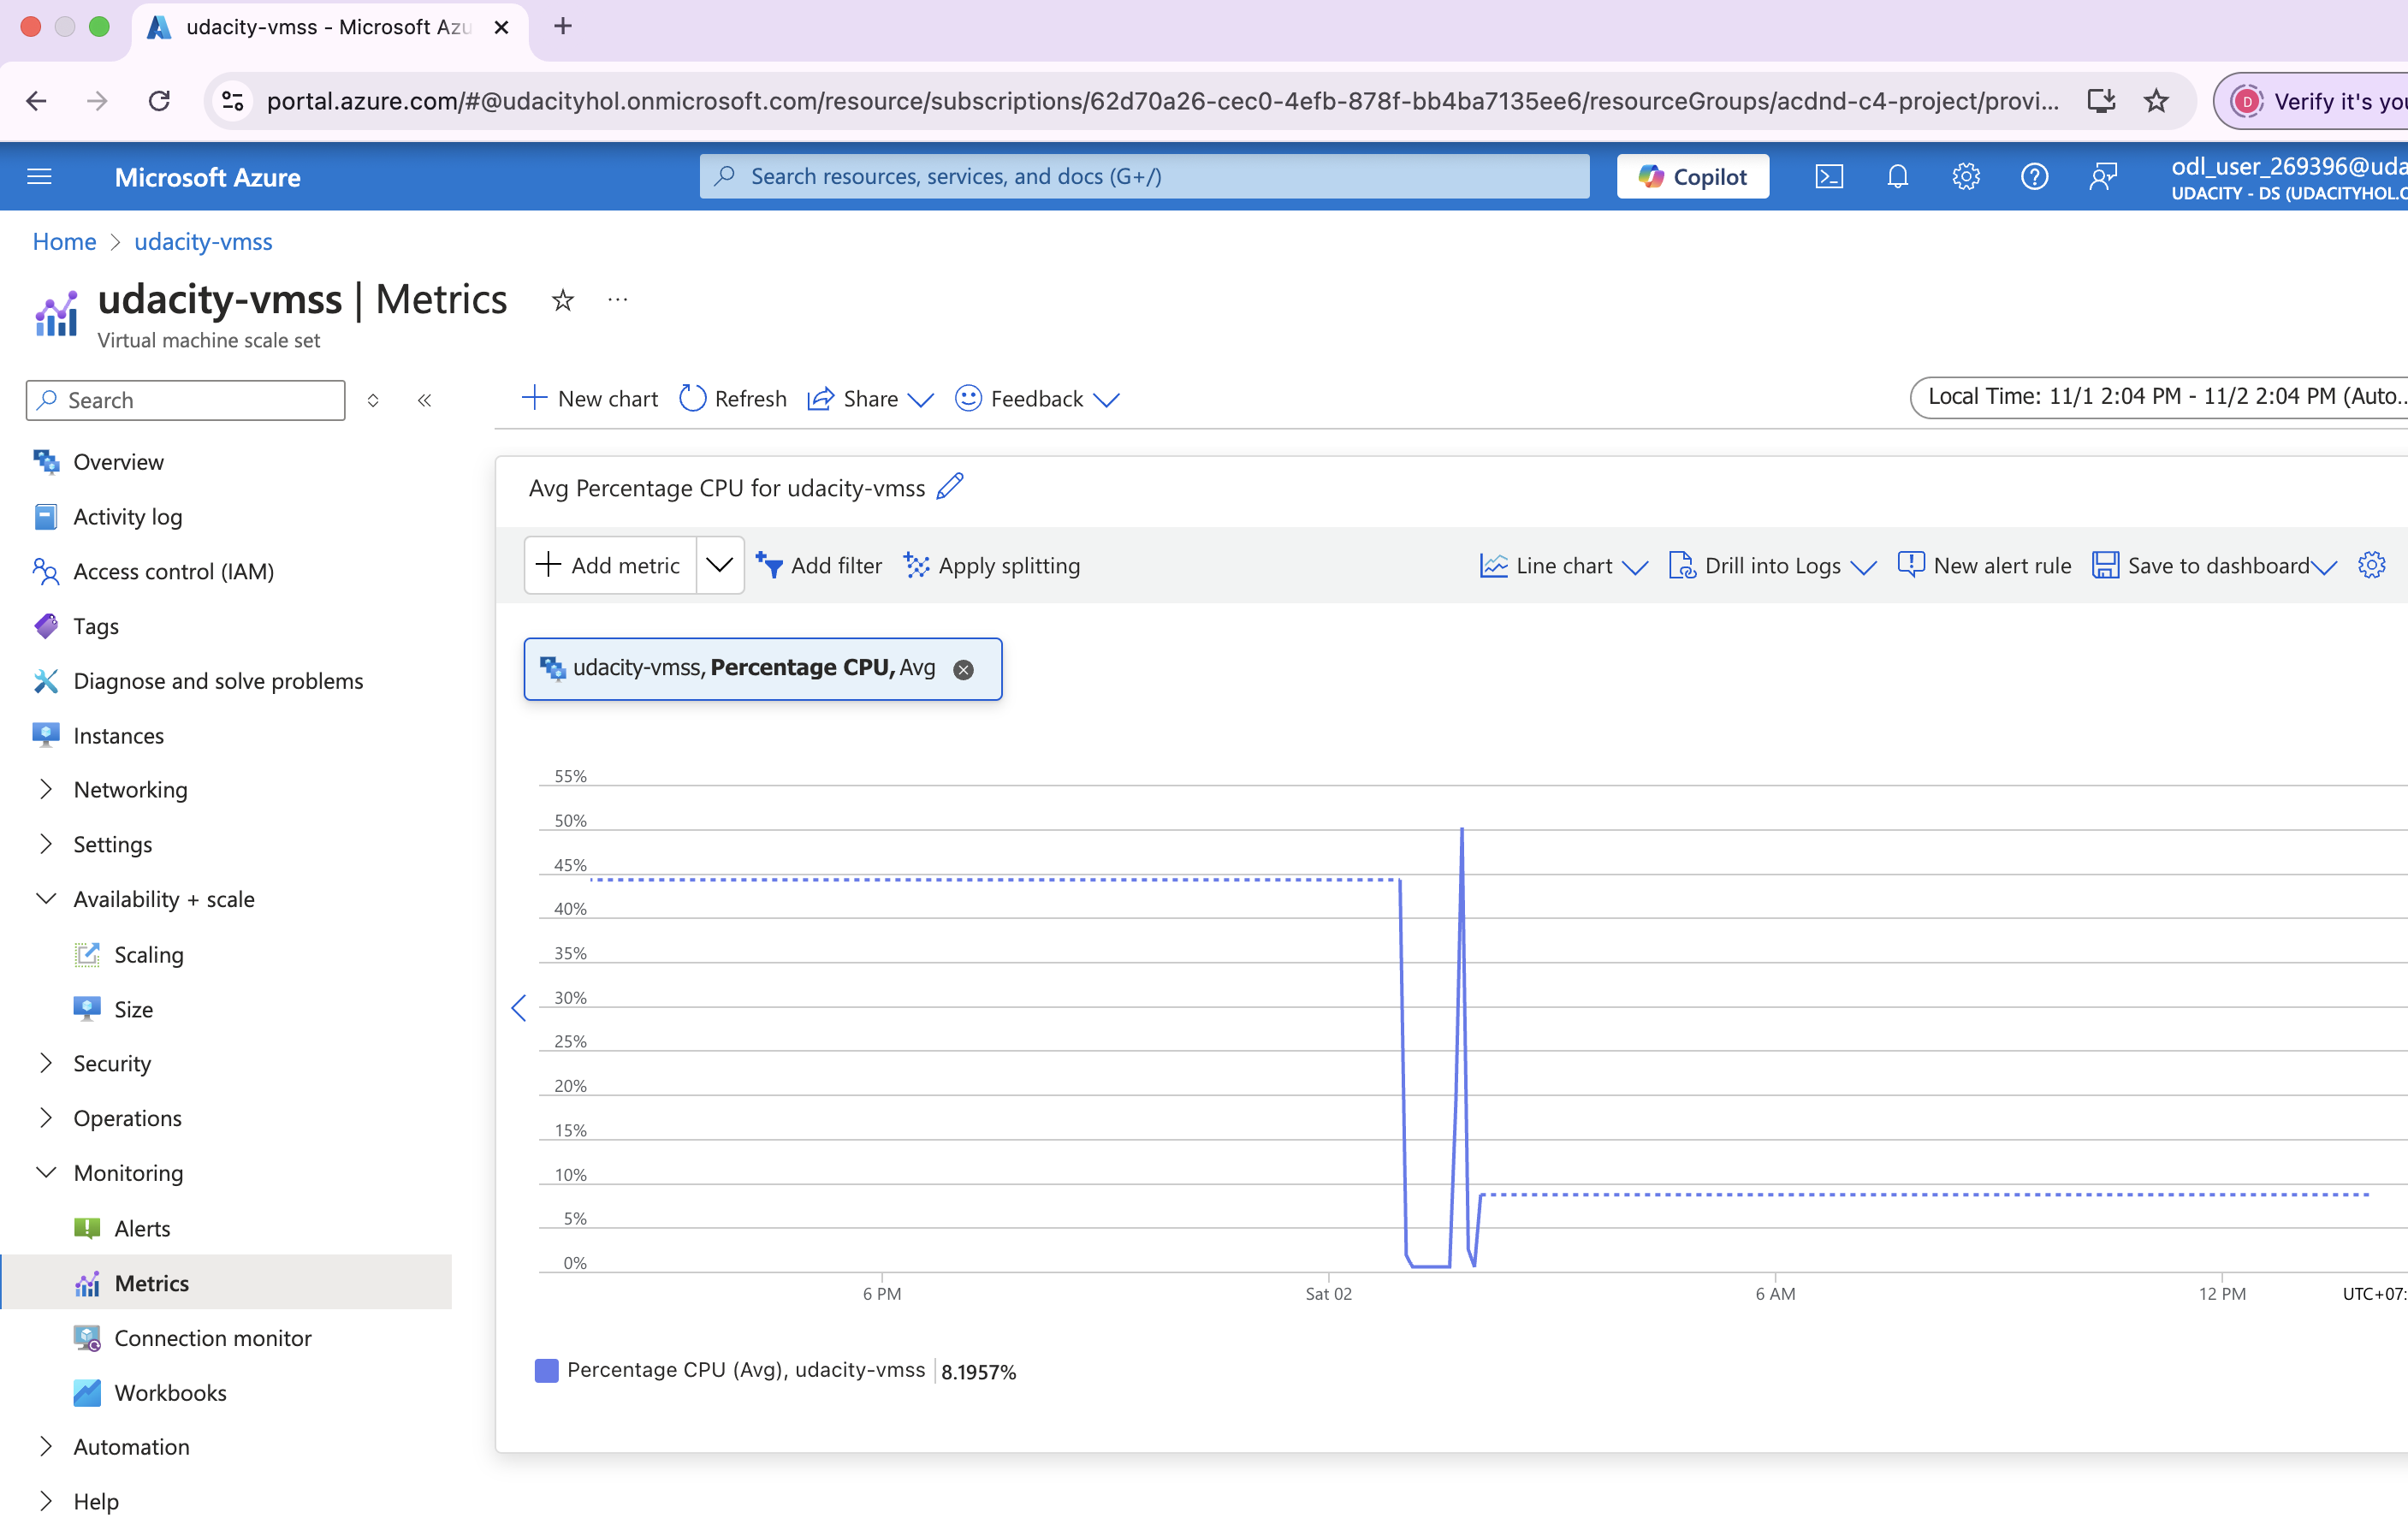 udacity-vmss - Microsoft Azu
portal.azure.com/#@udacityhol.onmicrosoft.com/resource/subscriptions/62d70a26-cec0-4efb-878f-bb4ba7135ee6/resourceGroups/acdnd-c4-project/provi...
D
Verify it's you
Microsoft Azure
Search resources, services, and docs (G+/)
Copilot
odl_user_269396@uda
UDACITY - DS (UDACITYHOL.C
Home > udacity-vmss
udacity-vmss | Metrics
Virtual machine scale set
Search
New chart
Refresh
Share
Feedback
Local Time: 11/1 2:04 PM - 11/2 2:04 PM (Auto...
Overview
Activity log
Access control (IAM)
Tags
Diagnose and solve problems
Instances
Networking
Settings
Availability + scale
Scaling
Size
Security
Operations
Monitoring
Alerts
Metrics
Connection monitor
Workbooks
Automation
Help
Avg Percentage CPU for udacity-vmss
Add metric
Add filter
Apply splitting
Line chart
Drill into Logs
New alert rule
Save to dashboard
udacity-vmss, Percentage CPU, Avg
55%
50%
45%
40%
35%
30%
25%
20%
15%
10%
5%
0%
6 PM
Sat 02
6 AM
12 PM
UTC+07:
Percentage CPU (Avg), udacity-vmss
8.1957%